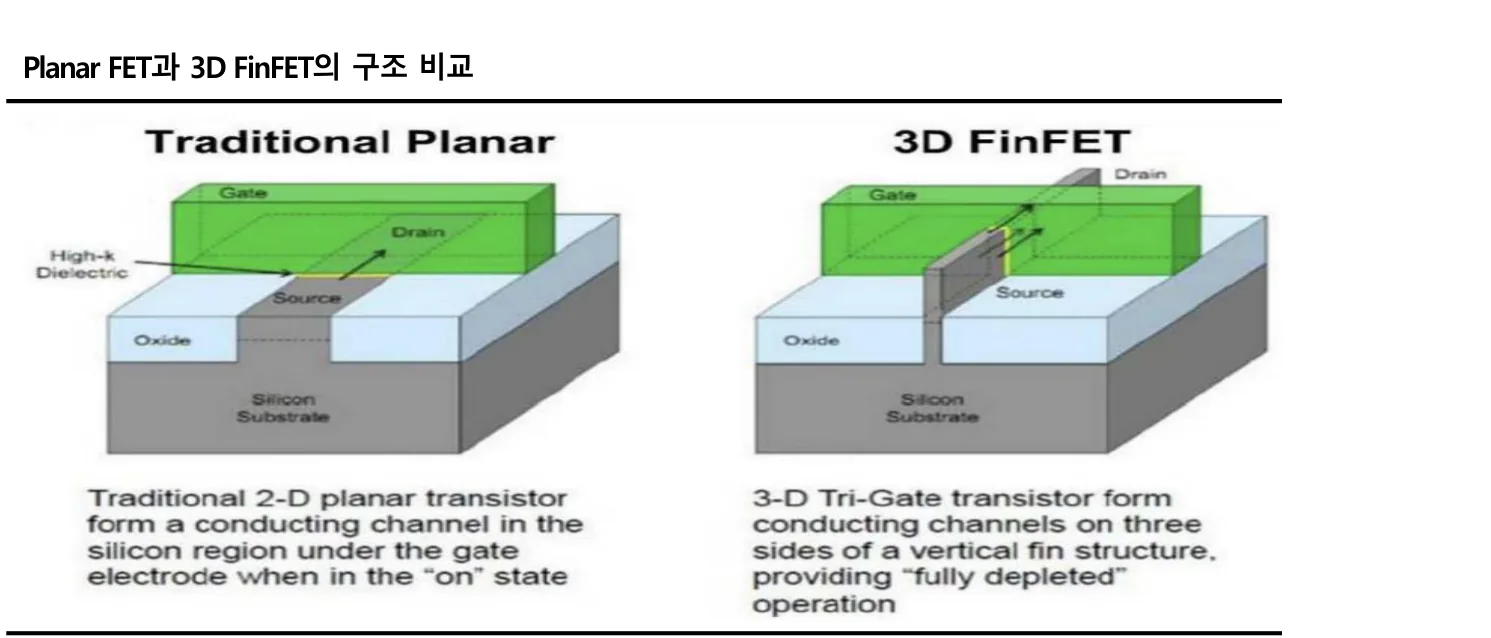 Planar FET과 3D FinFET의 구조 비교
Traditional Planar
Gate
Drain
High-k
Dielectric
Source
Oxide
Silicon
Substrate
Traditional 2-D planar transistor
form a conducting channel in the
silicon region under the gate
electrode when in the “on” state
3D FinFET
Drain
Gate
Source
Oxide
Silicon
Substrate
3-D Tri-Gate transistor form
conducting channels on three
sides of a vertical fin structure,
providing “fully depleted”
operation